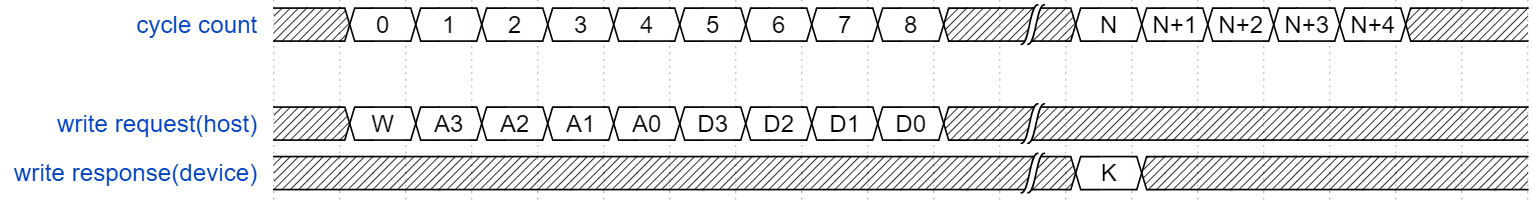 cycle count 0 1 2 3 4 5 6 7 8 N N+1 N+2 N+3 N+4
write request(host) W A3 A2 A1 A0 D3 D2 D1 D0
write response(device) K